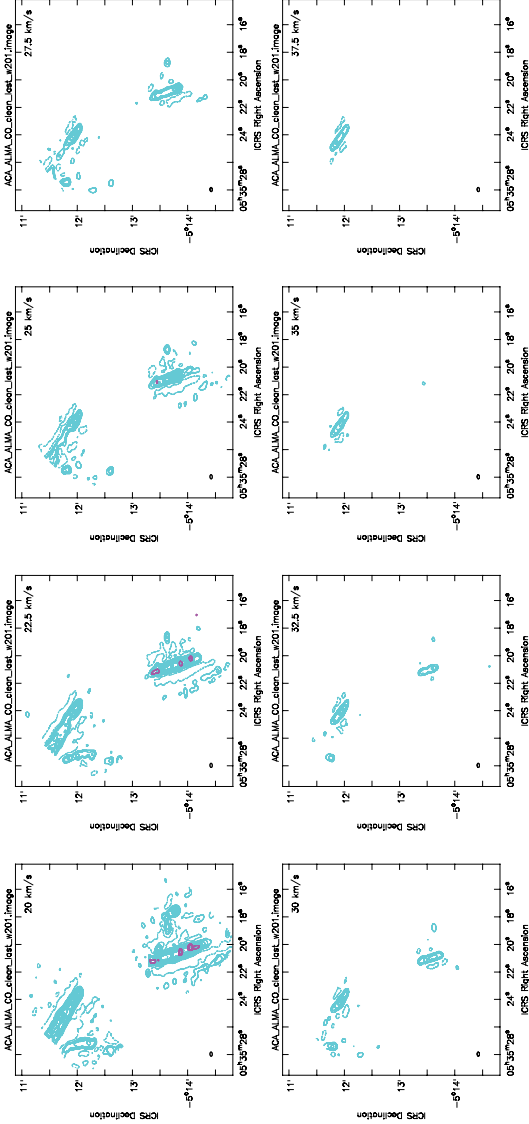 ACA_ALMA_CO_clean_last_w201.image
20 km/s
11'
12'
13'
−5°14'
ICRS Declination
05ʰ35ᵐ28ˢ 24ˢ 22ˢ 20ˢ 18ˢ 16ˢ
ICRS Right Ascension
ACA_ALMA_CO_clean_last_w201.image
22.5 km/s
11'
12'
13'
−5°14'
ICRS Declination
05ʰ35ᵐ28ˢ 24ˢ 22ˢ 20ˢ 18ˢ 16ˢ
ICRS Right Ascension
ACA_ALMA_CO_clean_last_w201.image
25 km/s
11'
12'
13'
−5°14'
ICRS Declination
05ʰ35ᵐ28ˢ 24ˢ 22ˢ 20ˢ 18ˢ 16ˢ
ICRS Right Ascension
ACA_ALMA_CO_clean_last_w201.image
27.5 km/s
11'
12'
13'
−5°14'
ICRS Declination
05ʰ35ᵐ28ˢ 24ˢ 22ˢ 20ˢ 18ˢ 16ˢ
ICRS Right Ascension
ACA_ALMA_CO_clean_last_w201.image
30 km/s
11'
12'
13'
−5°14'
ICRS Declination
05ʰ35ᵐ28ˢ 24ˢ 22ˢ 20ˢ 18ˢ 16ˢ
ICRS Right Ascension
ACA_ALMA_CO_clean_last_w201.image
32.5 km/s
11'
12'
13'
−5°14'
ICRS Declination
05ʰ35ᵐ28ˢ 24ˢ 22ˢ 20ˢ 18ˢ 16ˢ
ICRS Right Ascension
ACA_ALMA_CO_clean_last_w201.image
35 km/s
11'
12'
13'
−5°14'
ICRS Declination
05ʰ35ᵐ28ˢ 24ˢ 22ˢ 20ˢ 18ˢ 16ˢ
ICRS Right Ascension
ACA_ALMA_CO_clean_last_w201.image
37.5 km/s
11'
12'
13'
−5°14'
ICRS Declination
05ʰ35ᵐ28ˢ 24ˢ 22ˢ 20ˢ 18ˢ 16ˢ
ICRS Right Ascension